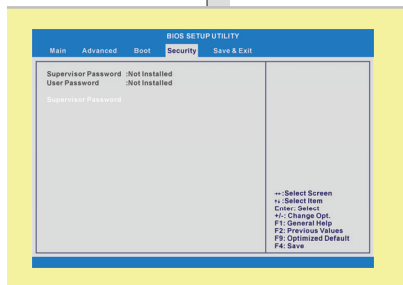 BIOS SETUP UTILITY
Main Advanced Boot Security Save & Exit
Supervisor Password :Not Installed
User Password :Not Installed
Supervisor Password
↔:Select Screen
↑↓:Select Item
Enter: Select
+/-: Change Opt.
F1: General Help
F2: Previous Values
F9: Optimized Default
F4: Save